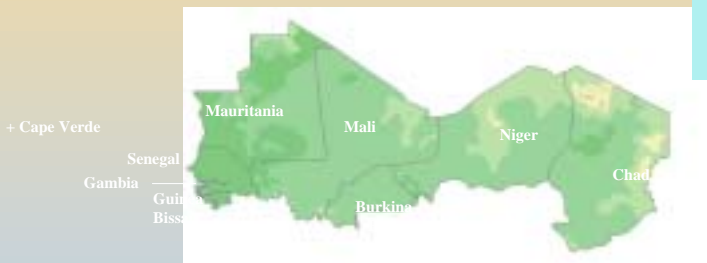 Mauritania
+ Cape Verde
Mali
Niger
Senegal
Chad
Gambia
Burkina